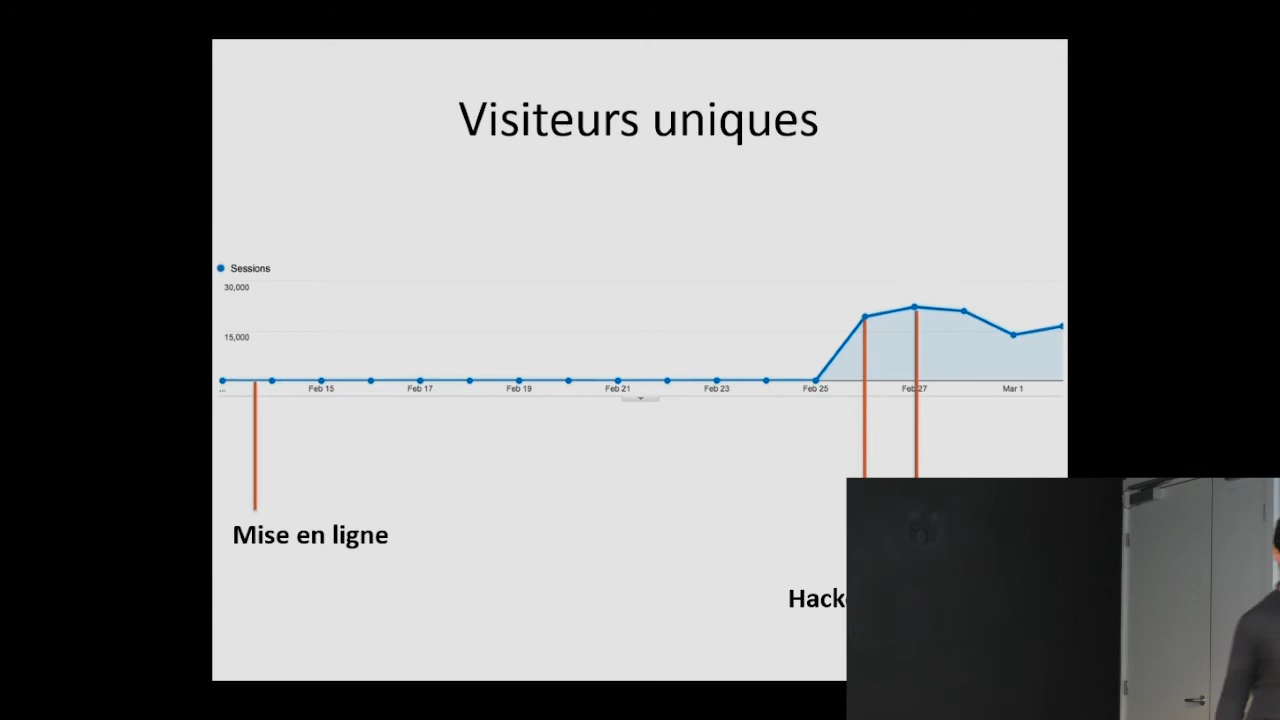 Visiteurs uniques
Sessions
30,000
15,000
... Feb 15 Feb 17 Feb 19 Feb 21 Feb 23 Feb 25 Feb 27 Mar 1
Mise en ligne